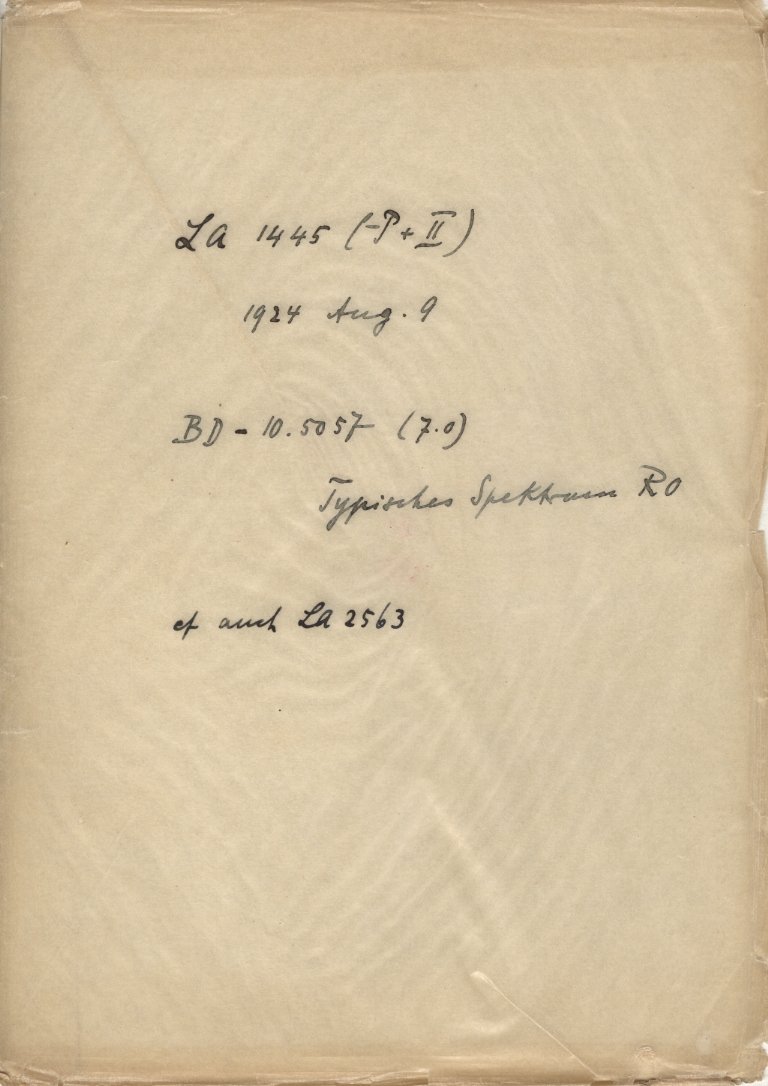 LA 1445 (-P + II)
1924 Aug. 9
BD - 10.5057 (7.0)
Typisches Spektrum R0
cf auch LA 2563